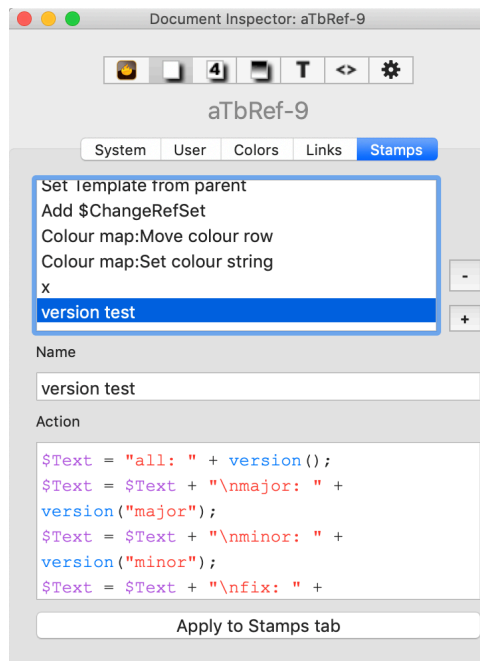 Document Inspector: aTbRef-9
4 T <>
aTbRef-9
System User Colors Links Stamps
Set Template from parent
Add $ChangeRefSet
Colour map:Move colour row
Colour map:Set colour string
x
version test
-
+
Name
version test
Action
$Text = "all: " + version();
$Text = $Text + "\nmajor: " +
version("major");
$Text = $Text + "\nminor: " +
version("minor");
$Text = $Text + "\nfix: " +
Apply to Stamps tab